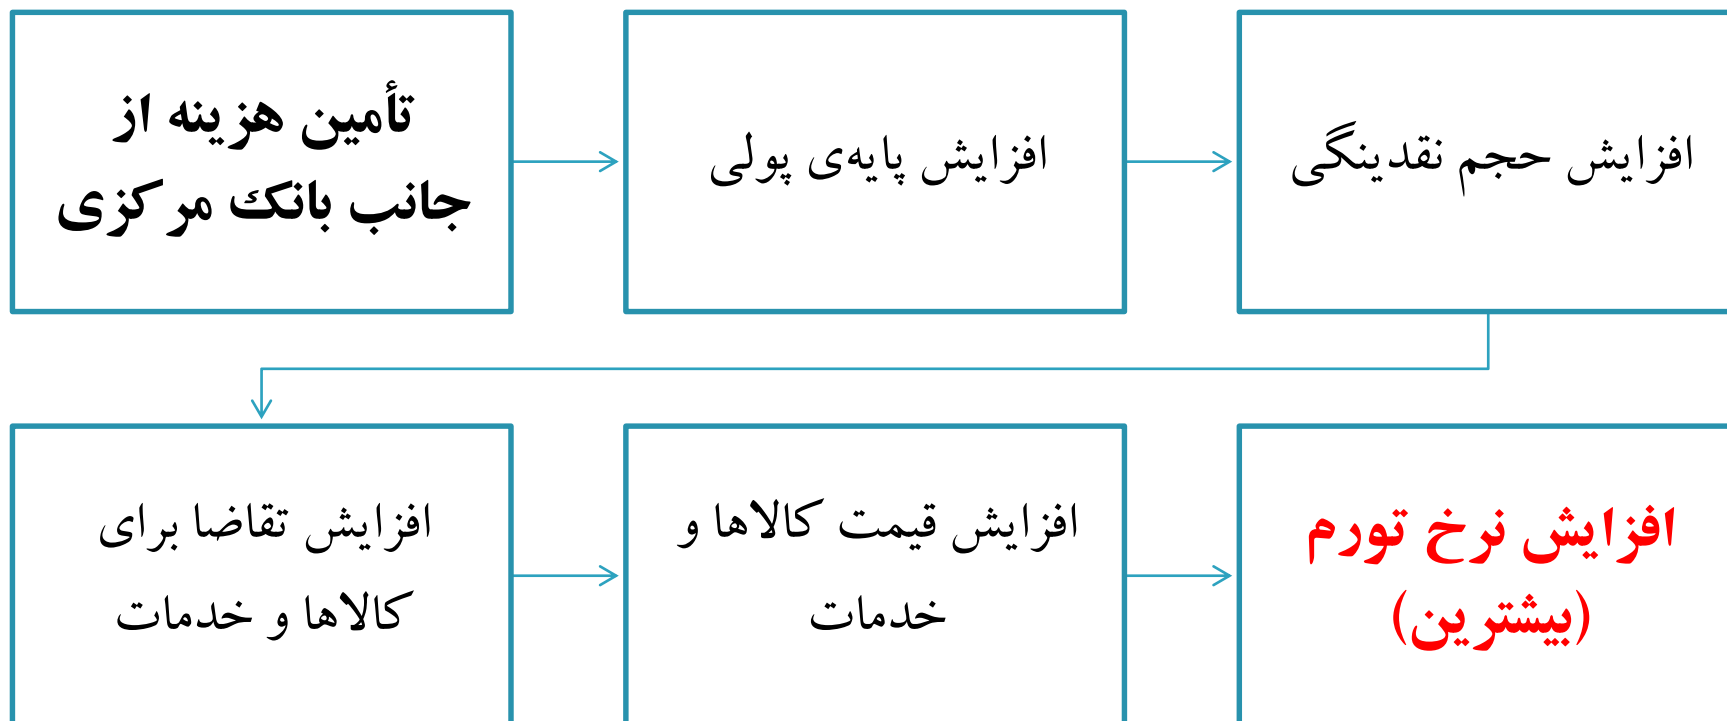 تأمین هزینه از
جانب بانک مرکزی
افزایش پایه‌ی پولی
افزایش حجم نقدینگی
افزایش تقاضا برای
کالاها و خدمات
افزایش قیمت کالاها و
خدمات
افزایش نرخ تورم
(بیشترین)